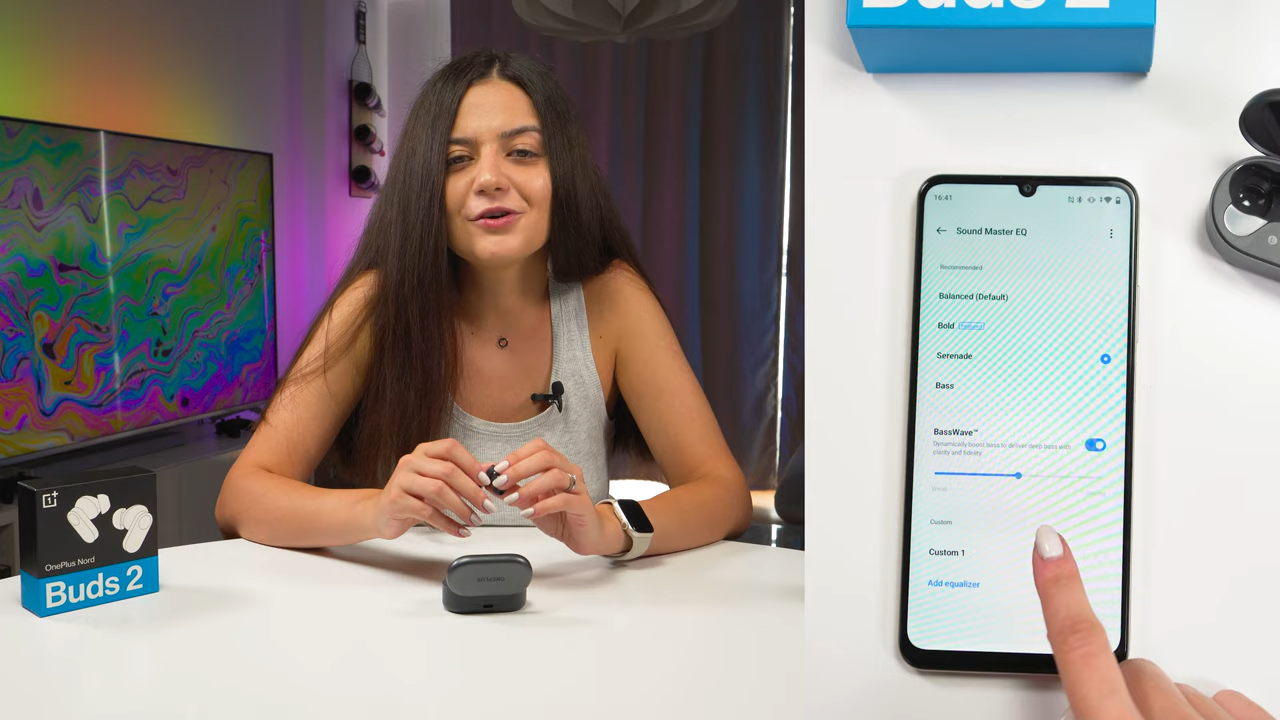 OnePlus Nord
Buds 2
ONEPLUS
Buds 2
16:41
Sound Master EQ
Recommended
Balanced (Default)
Bold
Serenade
Bass
BassWave™
Dynamically boost bass to deliver deep bass with
clarity and fidelity.
Custom
Custom 1
Add equalizer